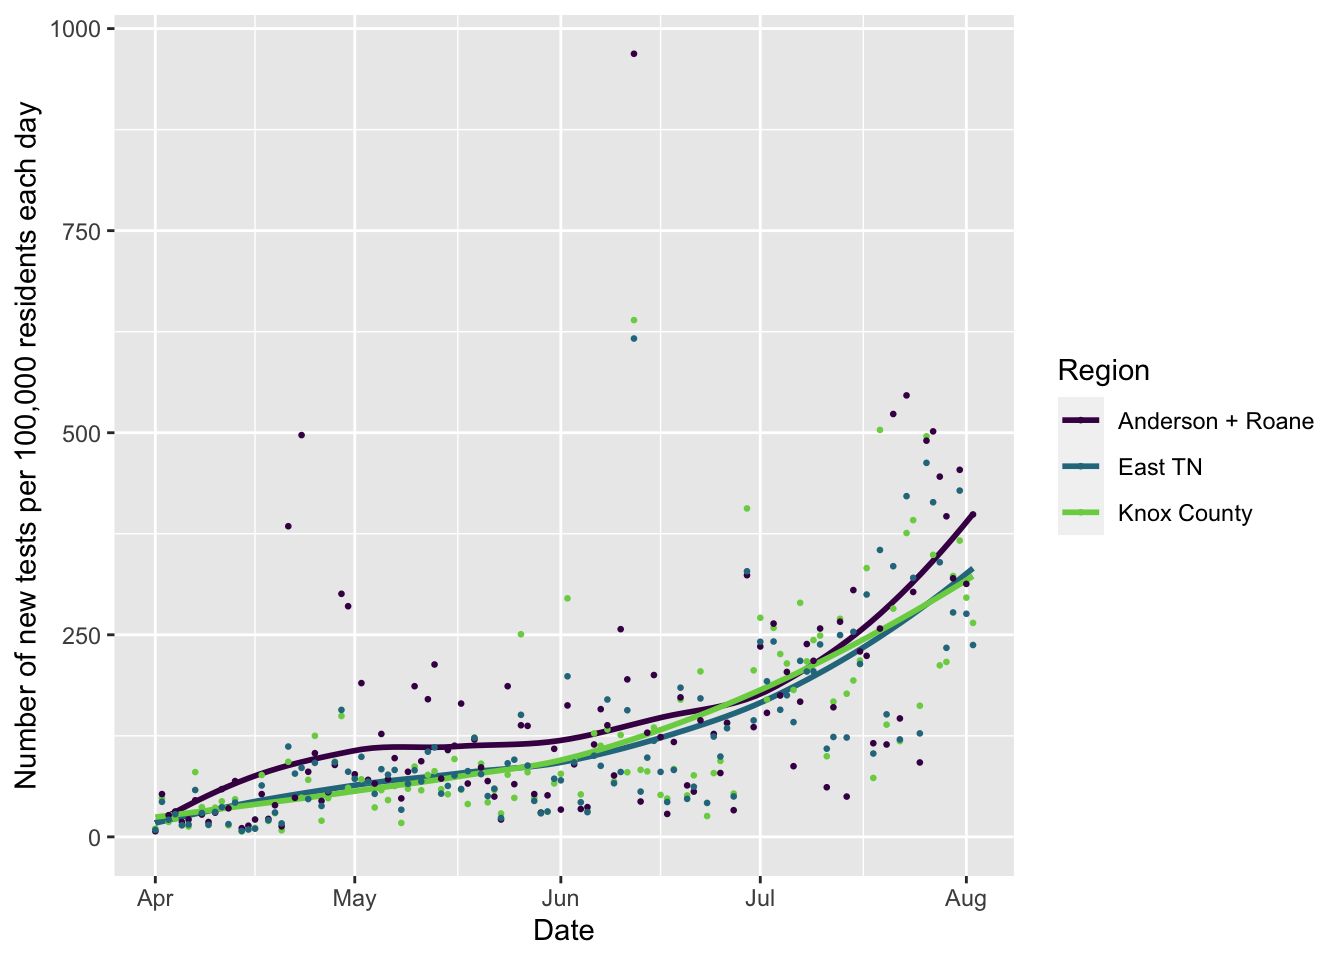 Number of new tests per 100,000 residents each day
1000
750
500
250
0
Apr
May
Jun
Jul
Aug
Date
Region
Anderson + Roane
East TN
Knox County